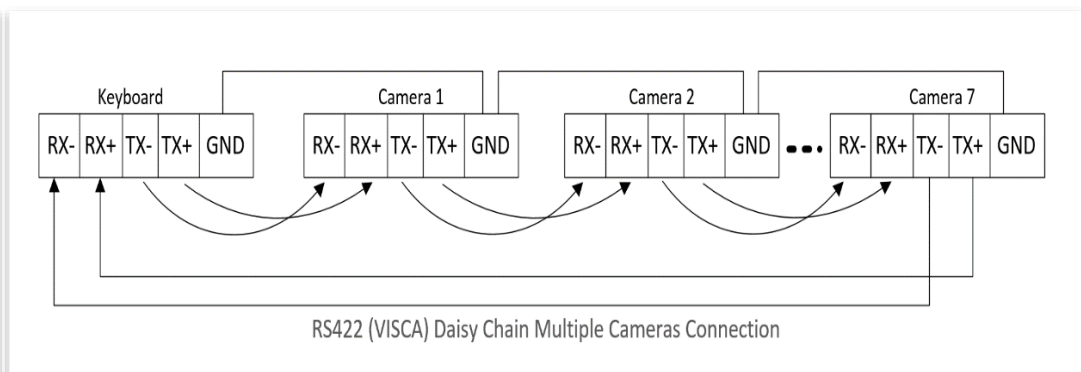 Keyboard Camera 1 Camera 2 Camera 7
RX- RX+ TX- TX+ GND RX- RX+ TX- TX+ GND RX- RX+ TX- TX+ GND RX- RX+ TX- TX+ GND
RS422 (VISCA) Daisy Chain Multiple Cameras Connection